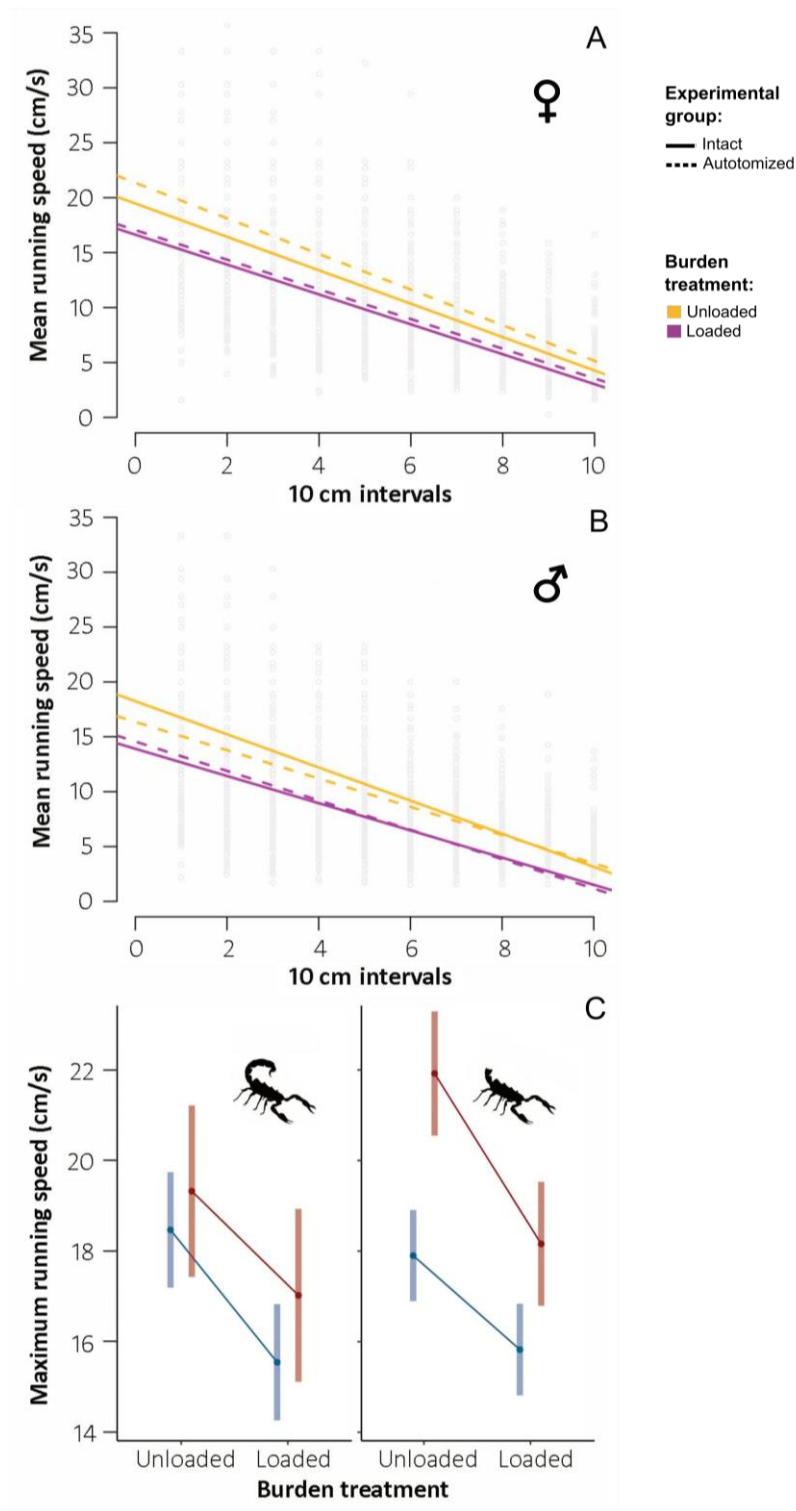 A
35
30
25
20
15
10
5
0
Mean running speed (cm/s)
0 2 4 6 8 10
10 cm intervals
Experimental
group:
Intact
Autotomized
Burden
treatment:
Unloaded
Loaded
B
35
30
25
20
15
10
5
0
Mean running speed (cm/s)
0 2 4 6 8 10
10 cm intervals
C
22
20
18
16
14
Maximum running speed (cm/s)
Unloaded Loaded Unloaded Loaded
Burden treatment